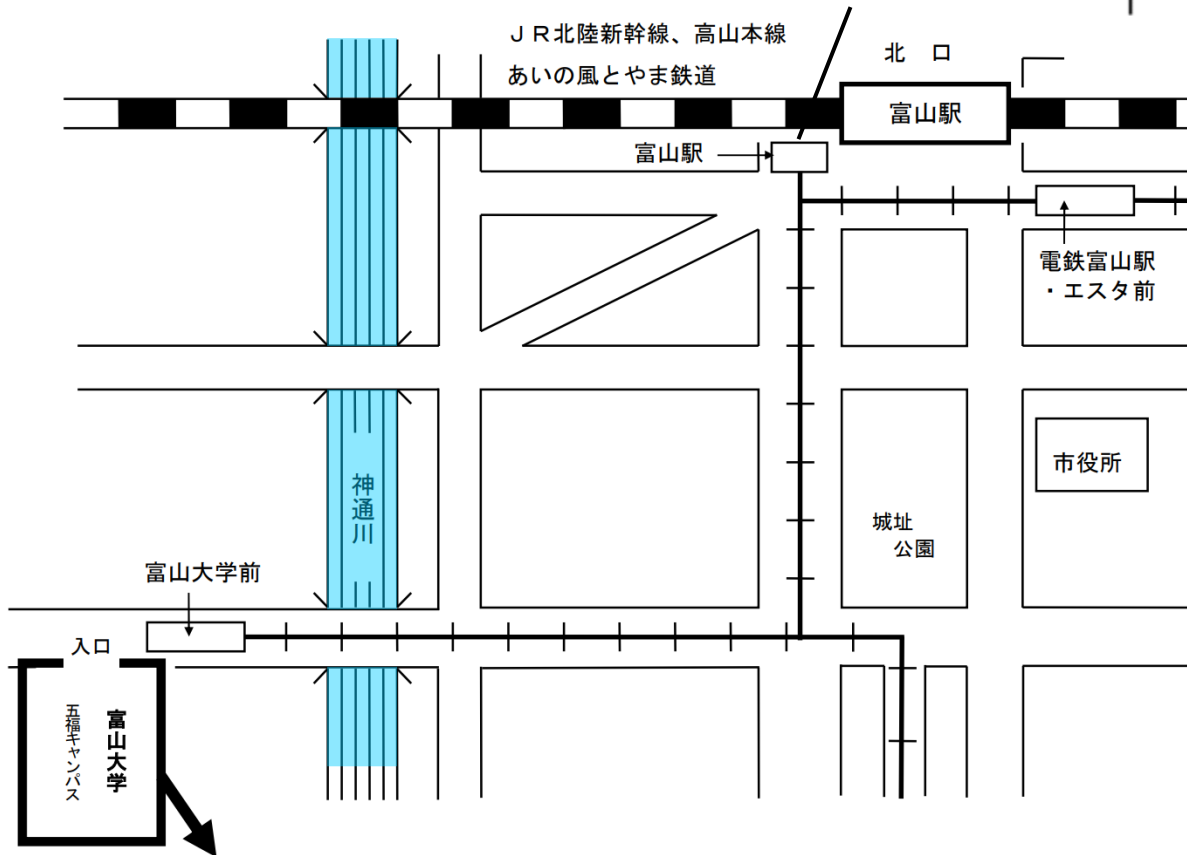 JR北陸新幹線、高山本線
あいの風とやま鉄道
北 口
富山駅
富山駅
電鉄富山駅
・エスタ前
市役所
神通川
城址
公園
富山大学前
入口
富山大学
五福キャンパス